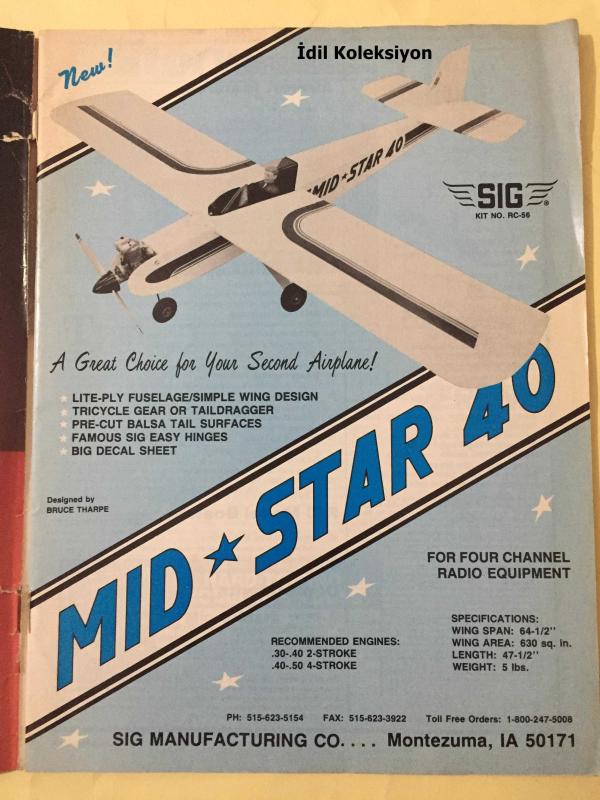 İdil Koleksiyon
New!
MID★STAR 40
SIG®
KIT NO. RC-56
A Great Choice for Your Second Airplane!
★ LITE-PLY FUSELAGE/SIMPLE WING DESIGN
★ TRICYCLE GEAR OR TAILDRAGGER
★ PRE-CUT BALSA TAIL SURFACES
★ FAMOUS SIG EASY HINGES
★ BIG DECAL SHEET
Designed by
BRUCE THARPE
MID★STAR 40
FOR FOUR CHANNEL
RADIO EQUIPMENT
RECOMMENDED ENGINES:
.30-.40 2-STROKE
.40-.50 4-STROKE
SPECIFICATIONS:
WING SPAN: 64-1/2''
WING AREA: 630 sq. in.
LENGTH: 47-1/2''
WEIGHT: 5 lbs.
PH: 515-623-5154 FAX: 515-623-3922 Toll Free Orders: 1-800-247-5008
SIG MANUFACTURING CO.... Montezuma, IA 50171